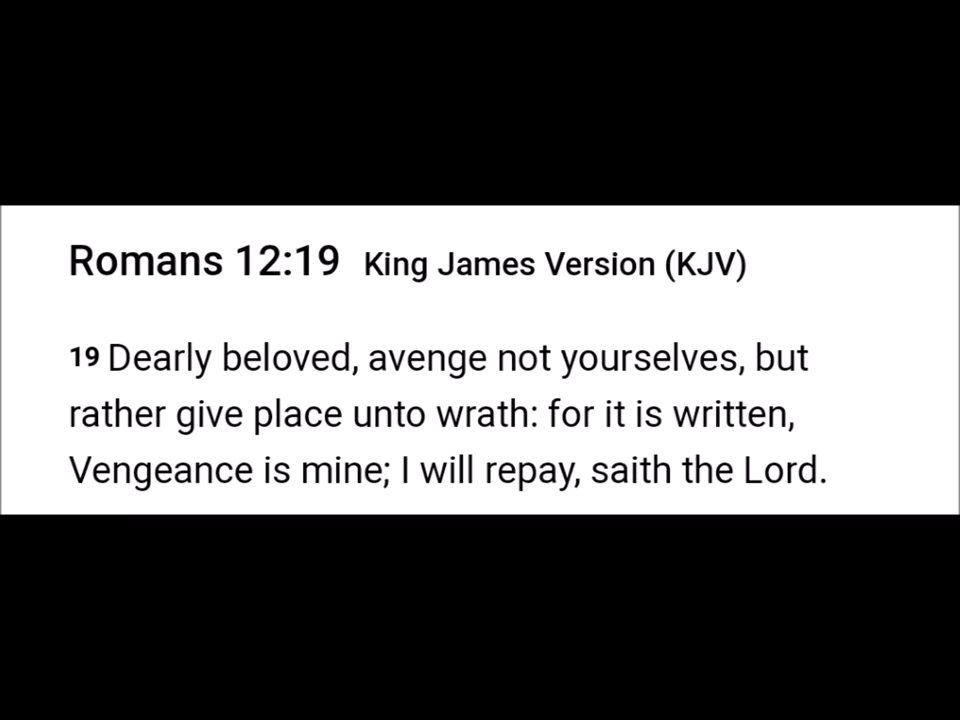 Romans 12:19 King James Version (KJV)
19 Dearly beloved, avenge not yourselves, but
rather give place unto wrath: for it is written,
Vengeance is mine; I will repay, saith the Lord.